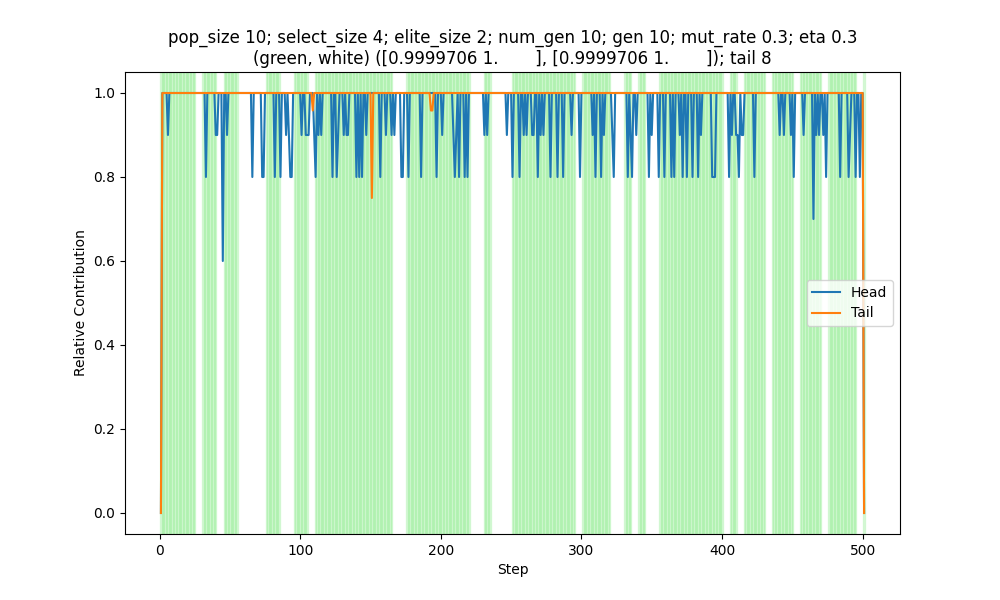 pop_size 10; select_size 4; elite_size 2; num_gen 10; gen 10; mut_rate 0.3; eta 0.3
(green, white) ([0.9999706 1.        ], [0.9999706 1.        ]); tail 8
1.0
0.8
0.6
0.4
0.2
0.0
Relative Contribution
Head
Tail
0 100 200 300 400 500
Step